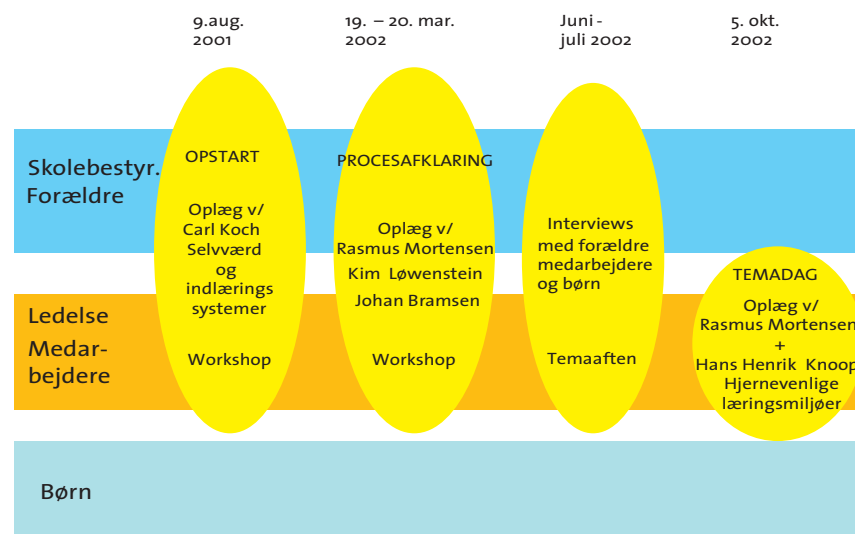 9.aug.
2001
19. – 20. mar.
2002
Juni -
juli 2002
5. okt.
2002
Skolebestyr.
Forældre
Ledelse
Medar-
bejdere
Børn
OPSTART
Oplæg v/
Carl Koch
Selvværd
og
indlærings
systemer
Workshop
PROCESAFKLARING
Oplæg v/
Rasmus Mortensen
Kim Løwenstein
Johan Bramsen
Workshop
Interviews
med forældre
medarbejdere
og børn
Temaaften
TEMADAG
Oplæg v/
Rasmus Mortensen
+
Hans Henrik Knoop
Hjernevenlige
læringsmiljøer